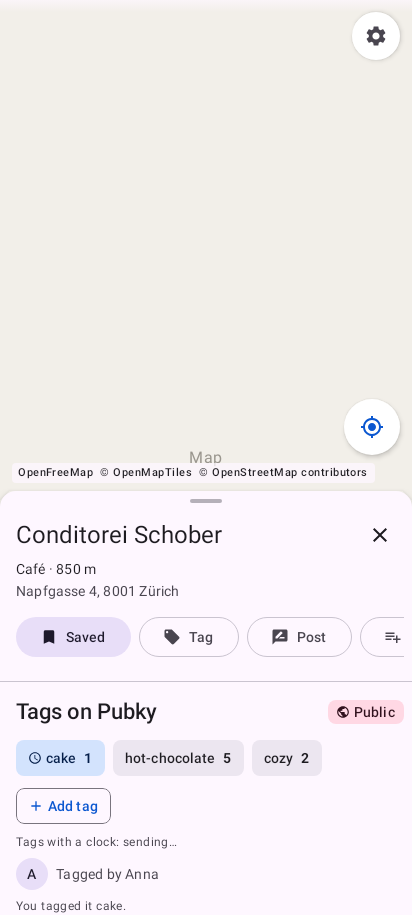 Map
OpenFreeMap © OpenMapTiles © OpenStreetMap contributors
Conditorei Schober
Café · 850 m
Napfgasse 4, 8001 Zürich
Saved
Tag
Post
Tags on Pubky
Public
cake 1
hot-chocolate 5
cozy 2
Add tag
Tags with a clock: sending…
A
Tagged by Anna
You tagged it cake.